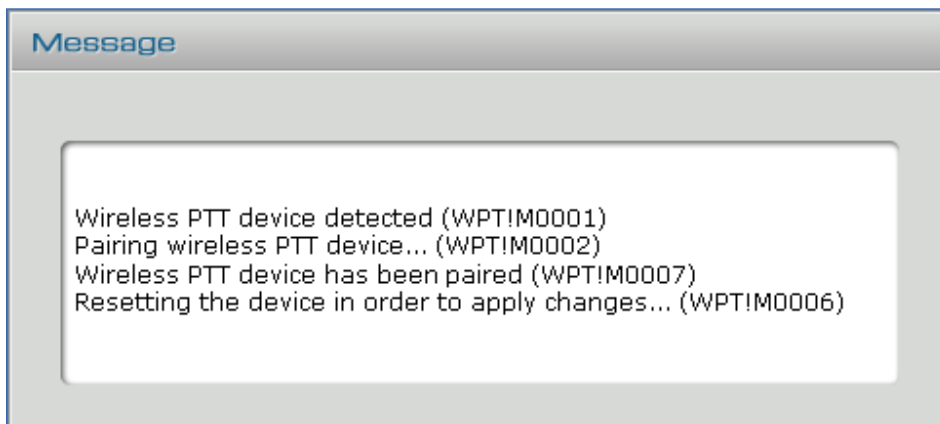 Message
Wireless PTT device detected (WPT!M0001)
Pairing wireless PTT device... (WPT!M0002)
Wireless PTT device has been paired (WPT!M0007)
Resetting the device in order to apply changes... (WPT!M0006)